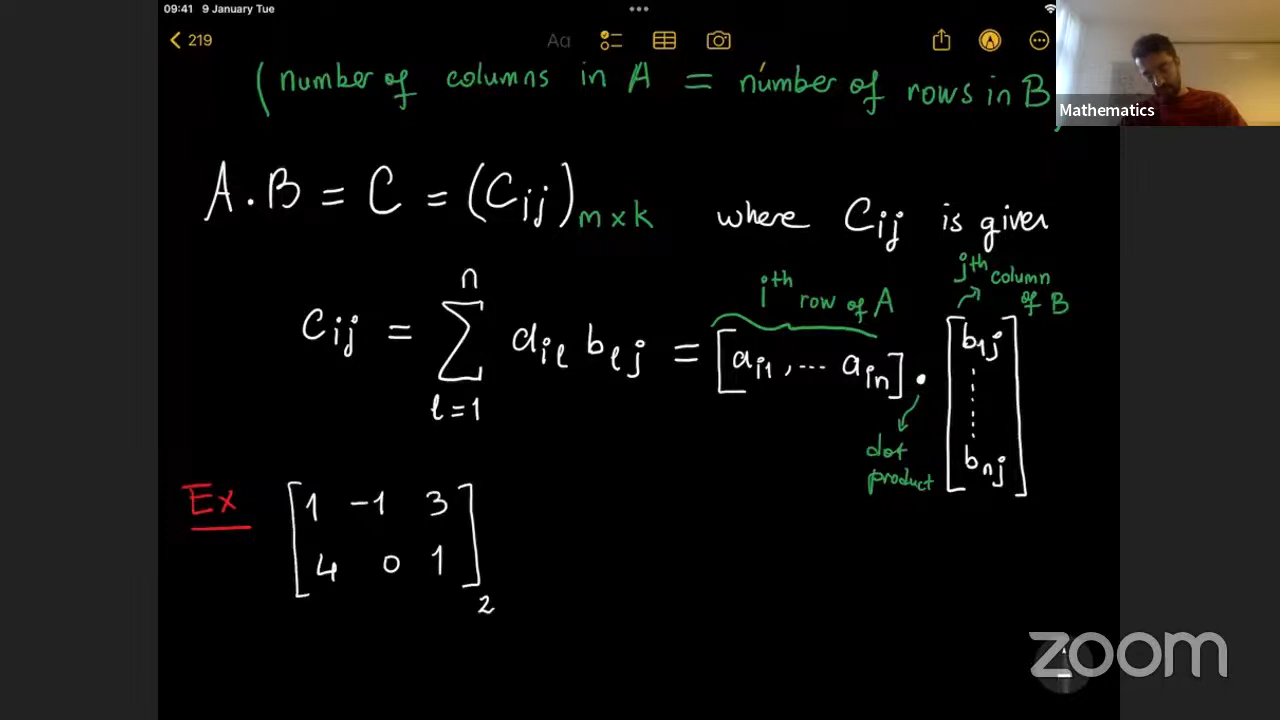 09:41 9 January Tue
219
Aa
(number of columns in A = number of rows in B)
Mathematics
A.B = C = (Cij)m×k where Cij is given
cij = n ∑ l=1 ail blj = [ai1, ... ain] . [b1j ... bnj]
ith row of A
jth column of B
dot product
Ex [1 -1 3
4 0 1]2
zoom